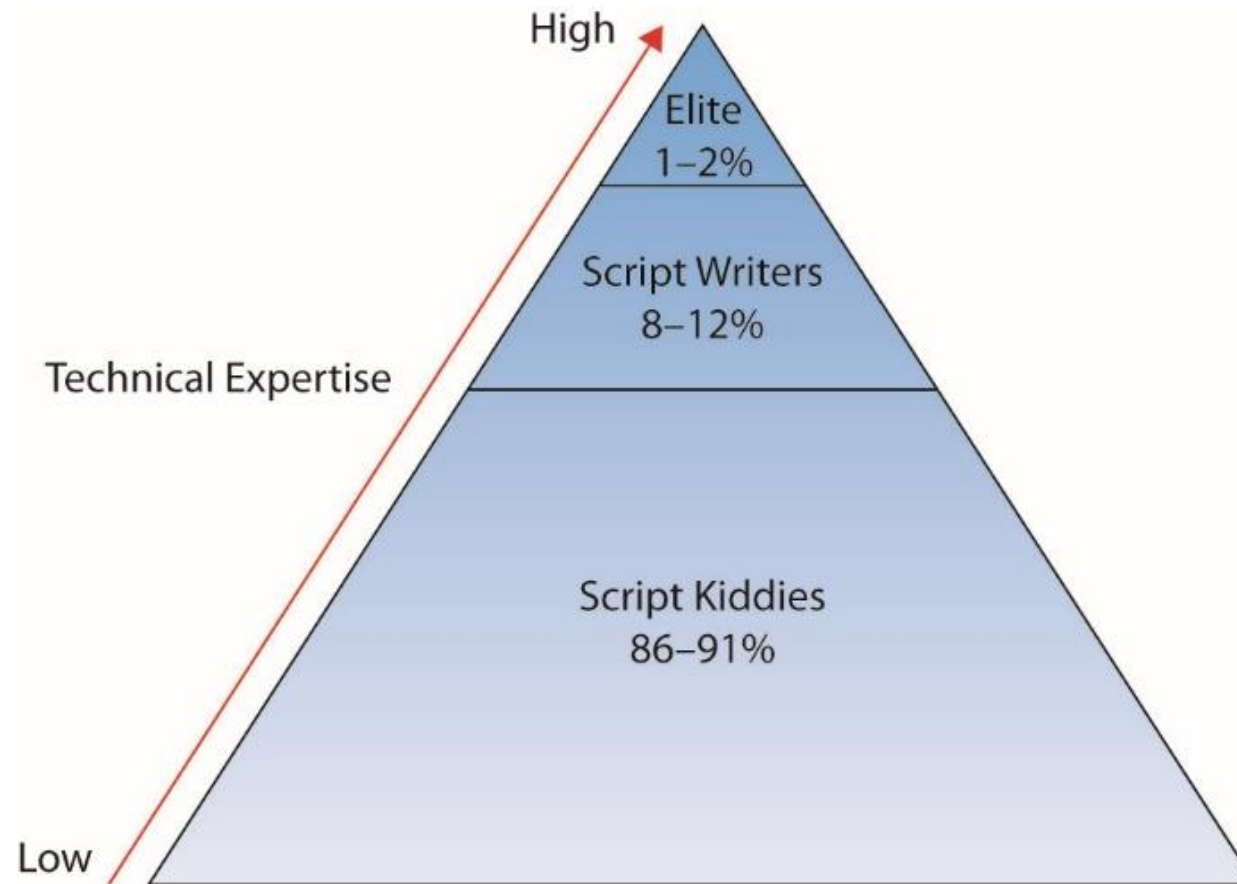 High
Elite
1–2%
Script Writers
8–12%
Technical Expertise
Script Kiddies
86–91%
Low